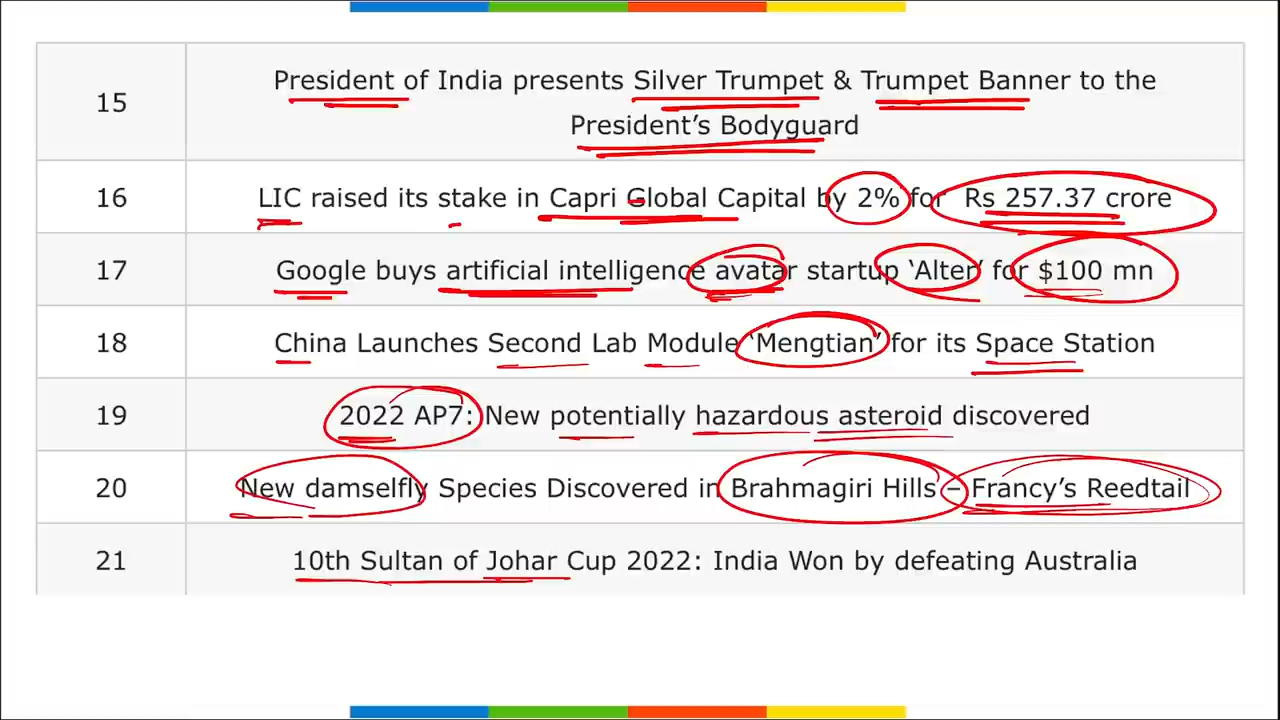 15
President of India presents Silver Trumpet & Trumpet Banner to the
President's Bodyguard
16
LIC raised its stake in Capri Global Capital by 2% for Rs 257.37 crore
17
Google buys artificial intelligence avatar startup 'Alter' for $100 mn
18
China Launches Second Lab Module 'Mengtian' for its Space Station
19
2022 AP7: New potentially hazardous asteroid discovered
20
New damselfly Species Discovered in Brahmagiri Hills – Francy's Reedtail
21
10th Sultan of Johar Cup 2022: India Won by defeating Australia